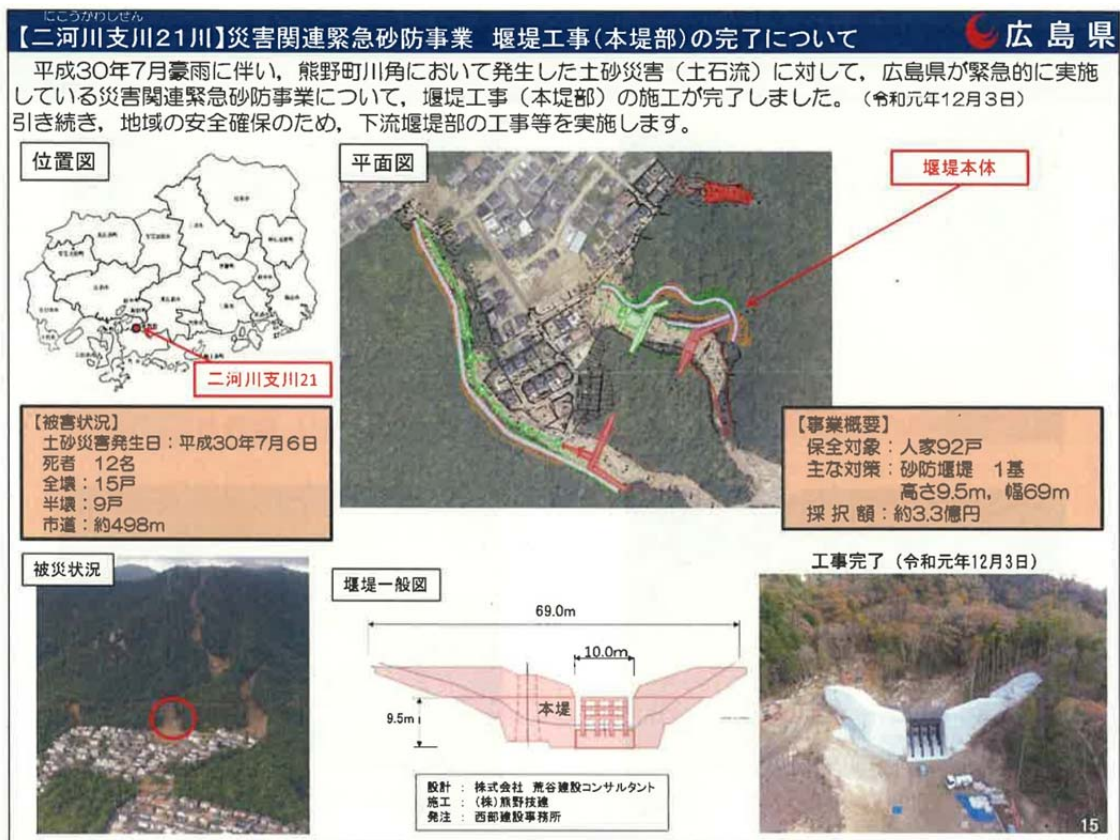 にこうかわしせん
【二河川支川21川】災害関連緊急砂防事業 堰堤工事(本堤部)の完了について
広島県
平成30年7月豪雨に伴い，熊野町川角において発生した土砂災害（土石流）に対して，広島県が緊急的に実施
している災害関連緊急砂防事業について，堰堤工事（本堤部）の施工が完了しました。（令和元年12月3日）
引き続き，地域の安全確保のため，下流堰堤部の工事等を実施します。
位置図
平面図
堰堤本体
二河川支川21
【被害状況】
土砂災害発生日：平成30年7月6日
死者 12名
全壊：15戸
半壊：9戸
市道：約498m
【事業概要】
保全対象：人家92戸
主な対策：砂防堰堤 1基
高さ9.5m，幅69m
採択額：約3.3億円
被災状況
堰堤一般図
工事完了（令和元年12月3日）
69.0m
10.0m
本堤
9.5m
設計 ： 株式会社 荒谷建設コンサルタント
施工 ： (株)熊野技建
発注 ： 西部建設事務所
15